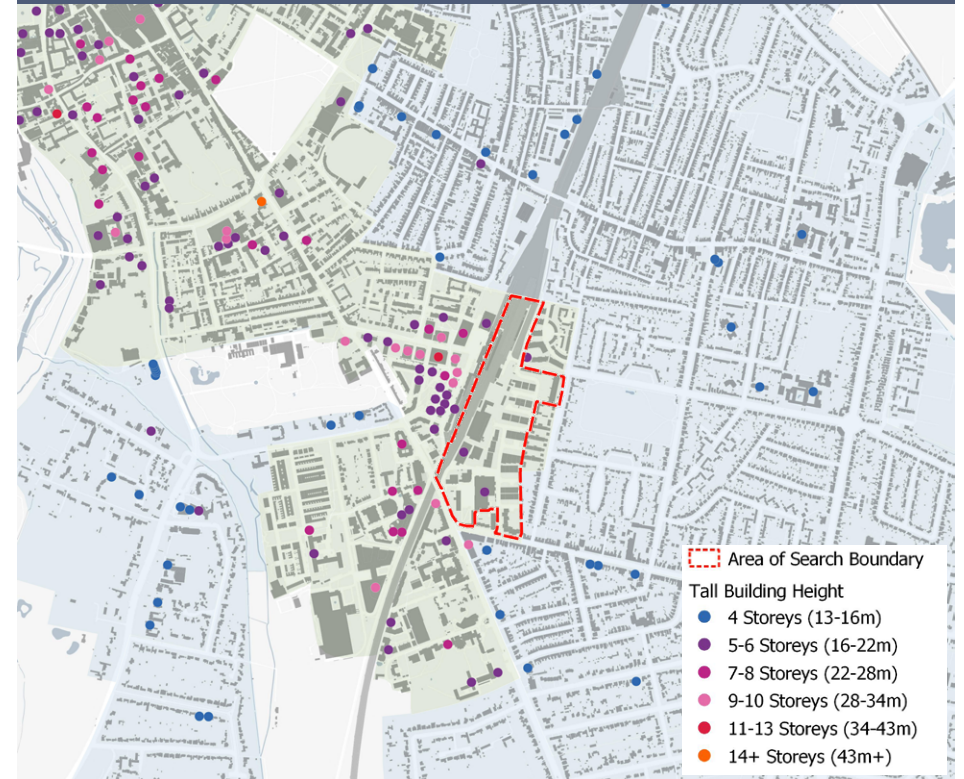 Area of Search Boundary
Tall Building Height
4 Storeys (13-16m)
5-6 Storeys (16-22m)
7-8 Storeys (22-28m)
9-10 Storeys (28-34m)
11-13 Storeys (34-43m)
14+ Storeys (43m+)